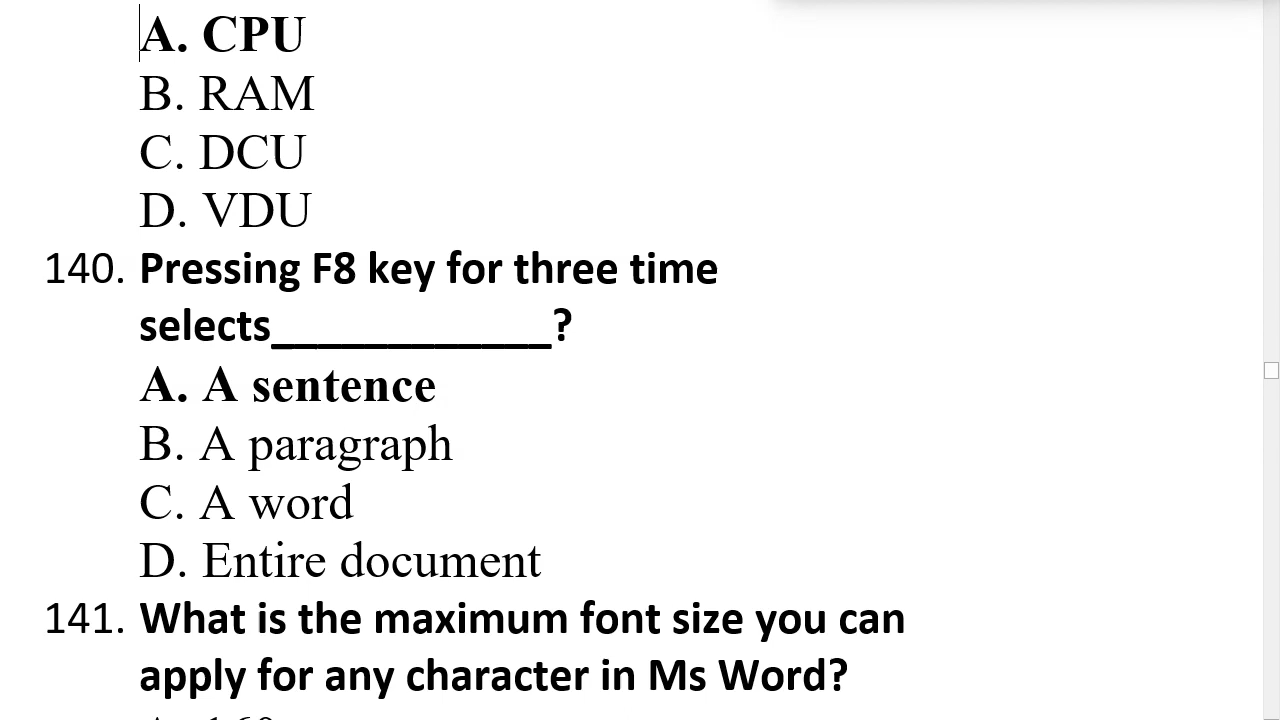 A. CPU
B. RAM
C. DCU
D. VDU
140. Pressing F8 key for three time
selects____________?
A. A sentence
B. A paragraph
C. A word
D. Entire document
141. What is the maximum font size you can
apply for any character in Ms Word?